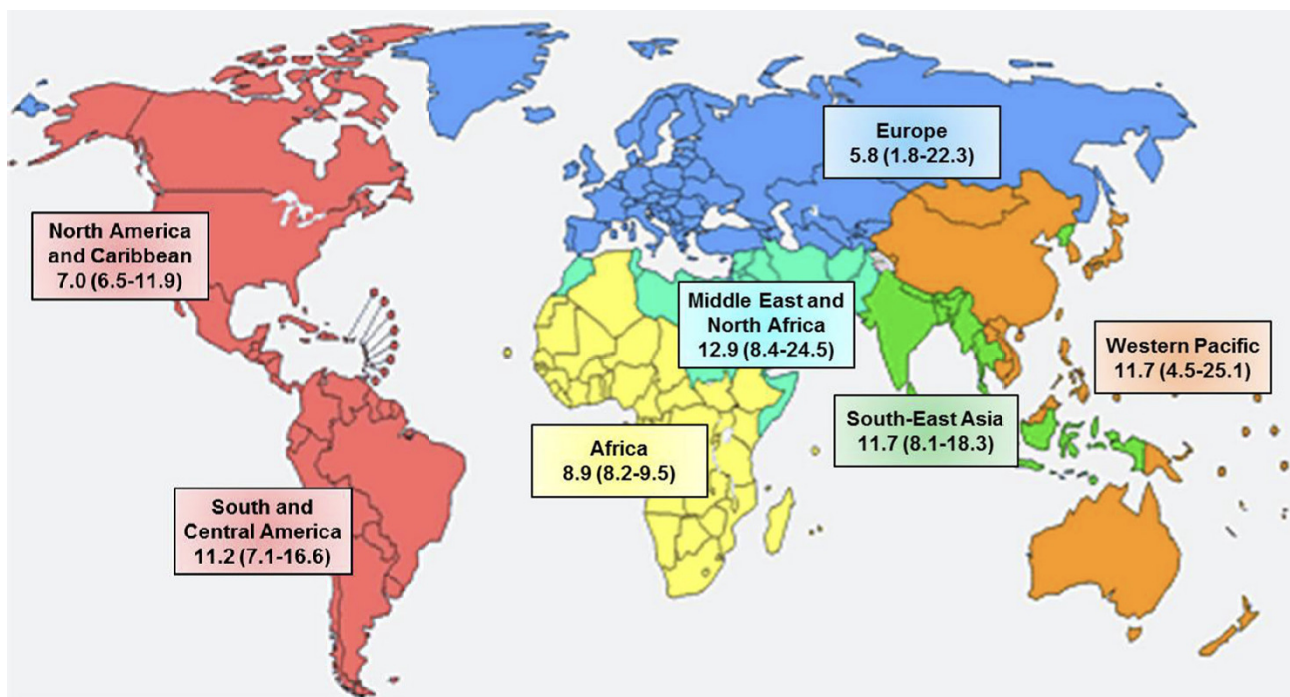 Europe
5.8 (1.8-22.3)
North America
and Caribbean
7.0 (6.5-11.9)
Middle East and
North Africa
12.9 (8.4-24.5)
Western Pacific
11.7 (4.5-25.1)
South-East Asia
11.7 (8.1-18.3)
Africa
8.9 (8.2-9.5)
South and
Central America
11.2 (7.1-16.6)